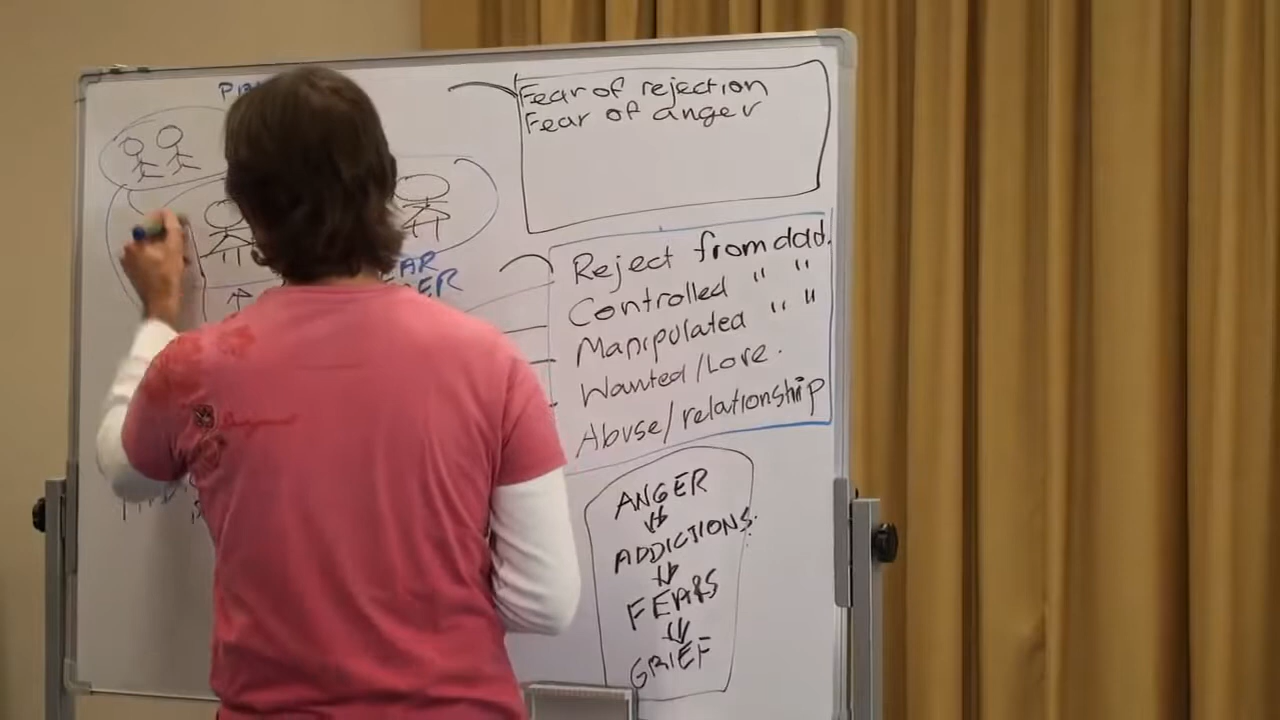 Fear of rejection
Fear of anger
Reject from dad.
Controlled " "
Manipulated " "
Wanted/Love.
Abuse/relationship
ANGER
ADDICTIONS.
FEARS
GRIEF